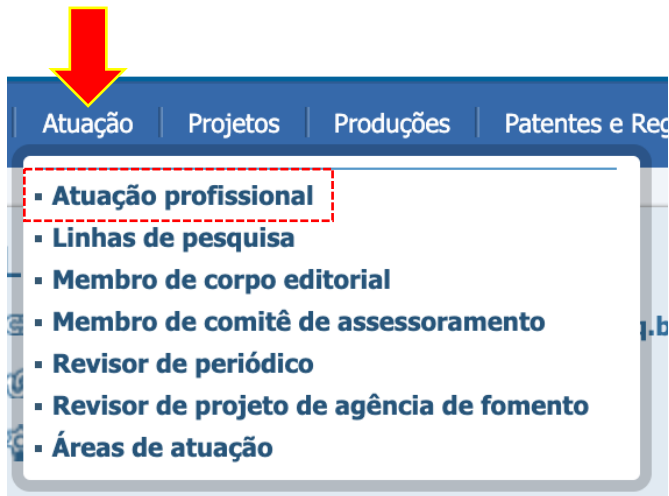 Atuação Projetos Produções Patentes e Reg
Atuação profissional
Linhas de pesquisa
Membro de corpo editorial
Membro de comitê de assessoramento
Revisor de periódico
Revisor de projeto de agência de fomento
Áreas de atuação